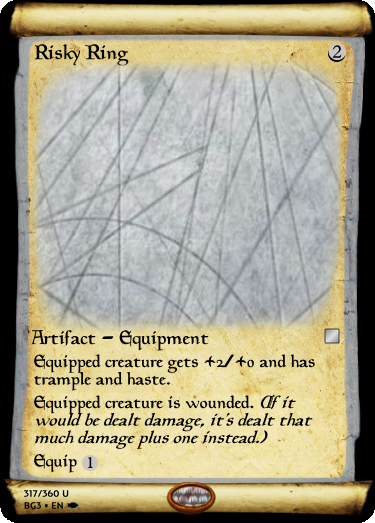 Risky Ring 2
Artifact – Equipment
Equipped creature gets +2/+0 and has
trample and haste.
Equipped creature is wounded. (If it
would be dealt damage, it's dealt that
much damage plus one instead.)
Equip 1
317/360 U
BG3 • EN